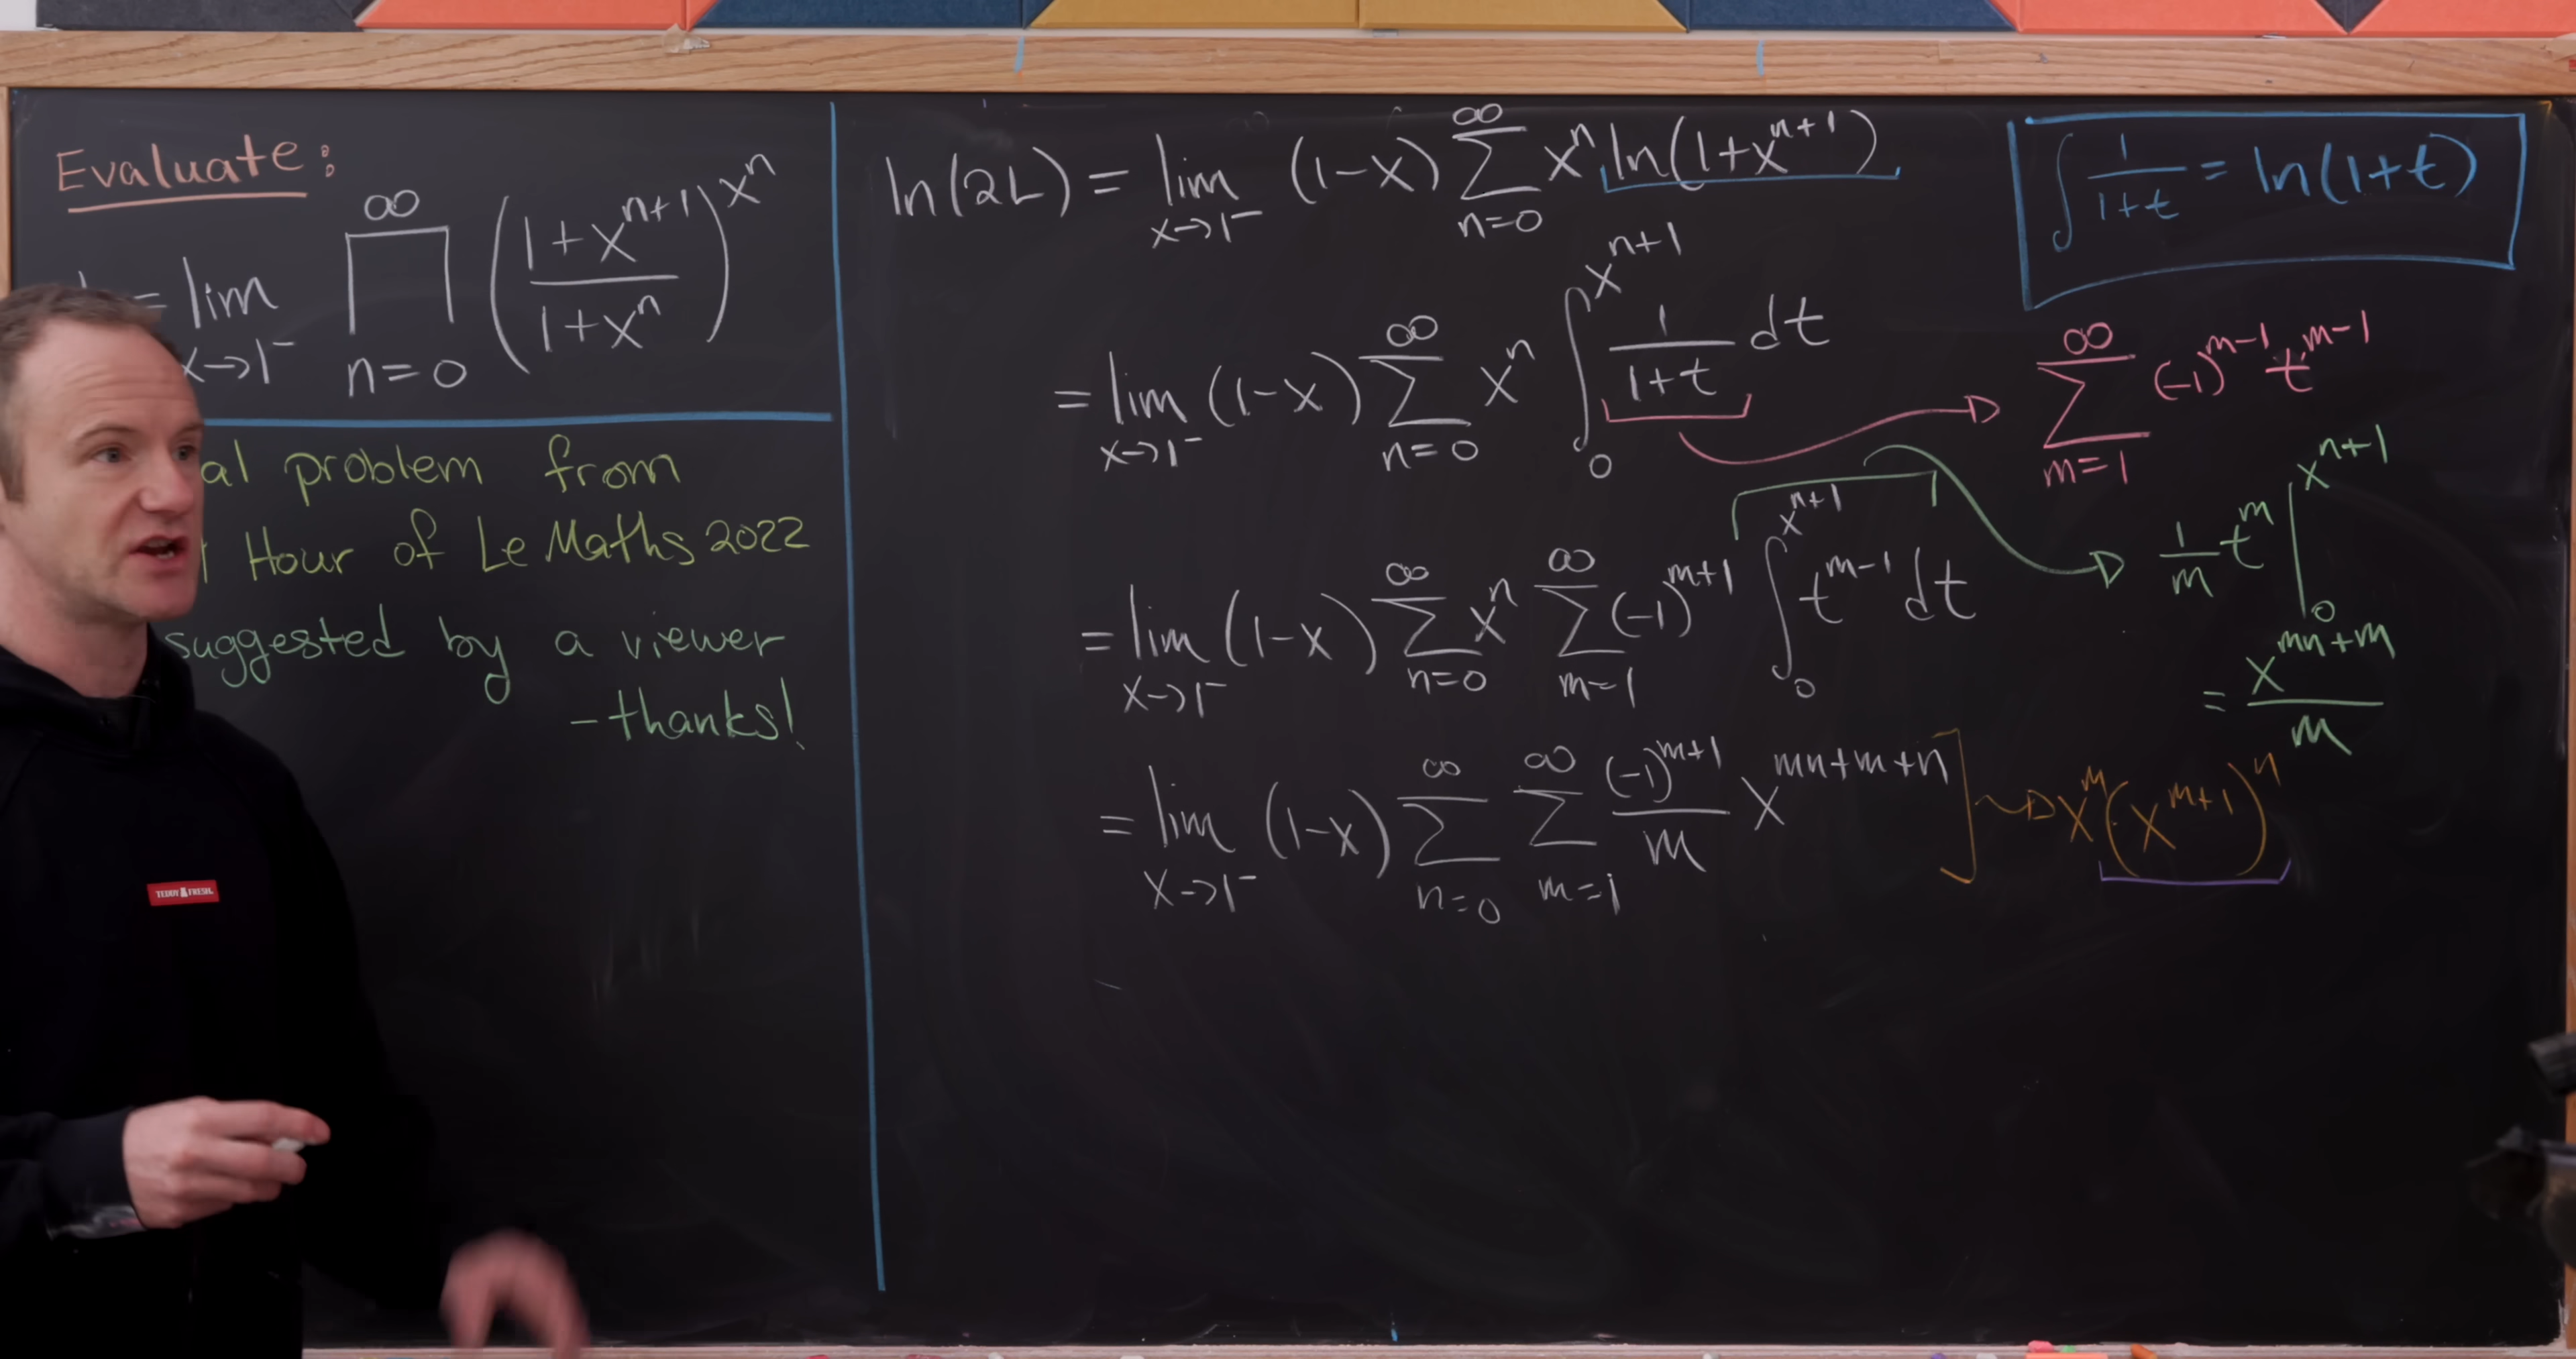 Evaluate:
= lim_{x→1⁻} ∏_{n=0}^{∞} ((1+x^{n+1})/(1+x^n))^{x^n}
al problem from
Hour of Le Maths 2022
suggested by a viewer
-thanks!
TEDDY FRESH
ln(2L) = lim_{x→1⁻} (1-x) ∑_{n=0}^{∞} x^n ln(1+x^{n+1})
∫ 1/(1+t) = ln(1+t)
= lim_{x→1⁻} (1-x) ∑_{n=0}^{∞} x^n ∫_0^{x^{n+1}} 1/(1+t) dt
∑_{m=1}^{∞} (-1)^{m-1} t^{m-1}
= lim_{x→1⁻} (1-x) ∑_{n=0}^{∞} x^n ∑_{m=1}^{∞} (-1)^{m+1} ∫_0^{x^{n+1}} t^{m-1} dt
1/m t^m |_0^{x^{n+1}}
= x^{mn+m}/m
= lim_{x→1⁻} (1-x) ∑_{n=0}^{∞} ∑_{m=1}^{∞} (-1)^{m+1}/m x^{mn+m+n}
x^m (x^{m+1})^n